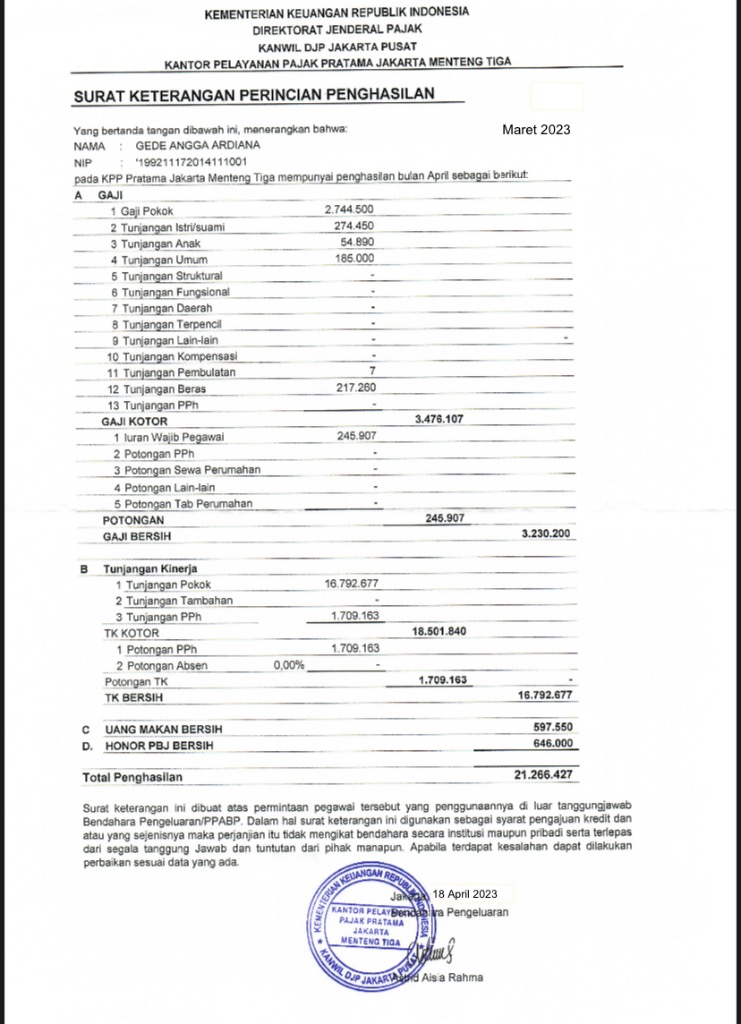 KEMENTERIAN KEUANGAN REPUBLIK INDONESIA
DIREKTORAT JENDERAL PAJAK
KANWIL DJP JAKARTA PUSAT
KANTOR PELAYANAN PAJAK PRATAMA JAKARTA MENTENG TIGA
SURAT KETERANGAN PERINCIAN PENGHASILAN
Yang bertanda tangan dibawah ini, menerangkan bahwa: Maret 2023
NAMA : GEDE ANGGA ARDIANA
NIP : '199211172014111001
pada KPP Pratama Jakarta Menteng Tiga mempunyai penghasilan bulan April sebagai berikut:
A GAJI
1 Gaji Pokok 2.744.500
2 Tunjangan Istri/suami 274.450
3 Tunjangan Anak 54.890
4 Tunjangan Umum 185.000
5 Tunjangan Struktural -
6 Tunjangan Fungsional -
7 Tunjangan Daerah -
8 Tunjangan Terpencil -
9 Tunjangan Lain-lain - -
10 Tunjangan Kompensasi -
11 Tunjangan Pembulatan 7
12 Tunjangan Beras 217.260
13 Tunjangan PPh -
GAJI KOTOR 3.476.107
1 Iuran Wajib Pegawai 245.907
2 Potongan PPh -
3 Potongan Sewa Perumahan -
4 Potongan Lain-lain -
5 Potongan Tab Perumahan -
POTONGAN 245.907
GAJI BERSIH 3.230.200
B Tunjangan Kinerja
1 Tunjangan Pokok 16.792.677
2 Tunjangan Tambahan -
3 Tunjangan PPh 1.709.163
TK KOTOR 18.501.840
1 Potongan PPh 1.709.163
2 Potongan Absen 0,00% -
Potongan TK 1.709.163 -
TK BERSIH 16.792.677
C UANG MAKAN BERSIH 597.550
D. HONOR PBJ BERSIH 646.000
Total Penghasilan 21.266.427
Surat keterangan ini dibuat atas permintaan pegawai tersebut yang penggunaannya di luar tanggungjawab
Bendahara Pengeluaran/PPABP. Dalam hal surat keterangan ini digunakan sebagai syarat pengajuan kredit dan
atau yang sejenisnya maka perjanjian itu tidak mengikat bendahara secara institusi maupun pribadi serta terlepas
dari segala tanggung Jawab dan tuntutan dari pihak manapun. Apabila terdapat kesalahan dapat dilakukan
perbaikan sesuai data yang ada.
Jakarta, 18 April 2023
Bendahara Pengeluaran
KEMENTERIAN KEUANGAN REPUBLIK INDONESIA
KANTOR PELAYANAN
PAJAK PRATAMA
JAKARTA
MENTENG TIGA
KANWIL DJP JAKARTA PUSAT
Aisia Rahma